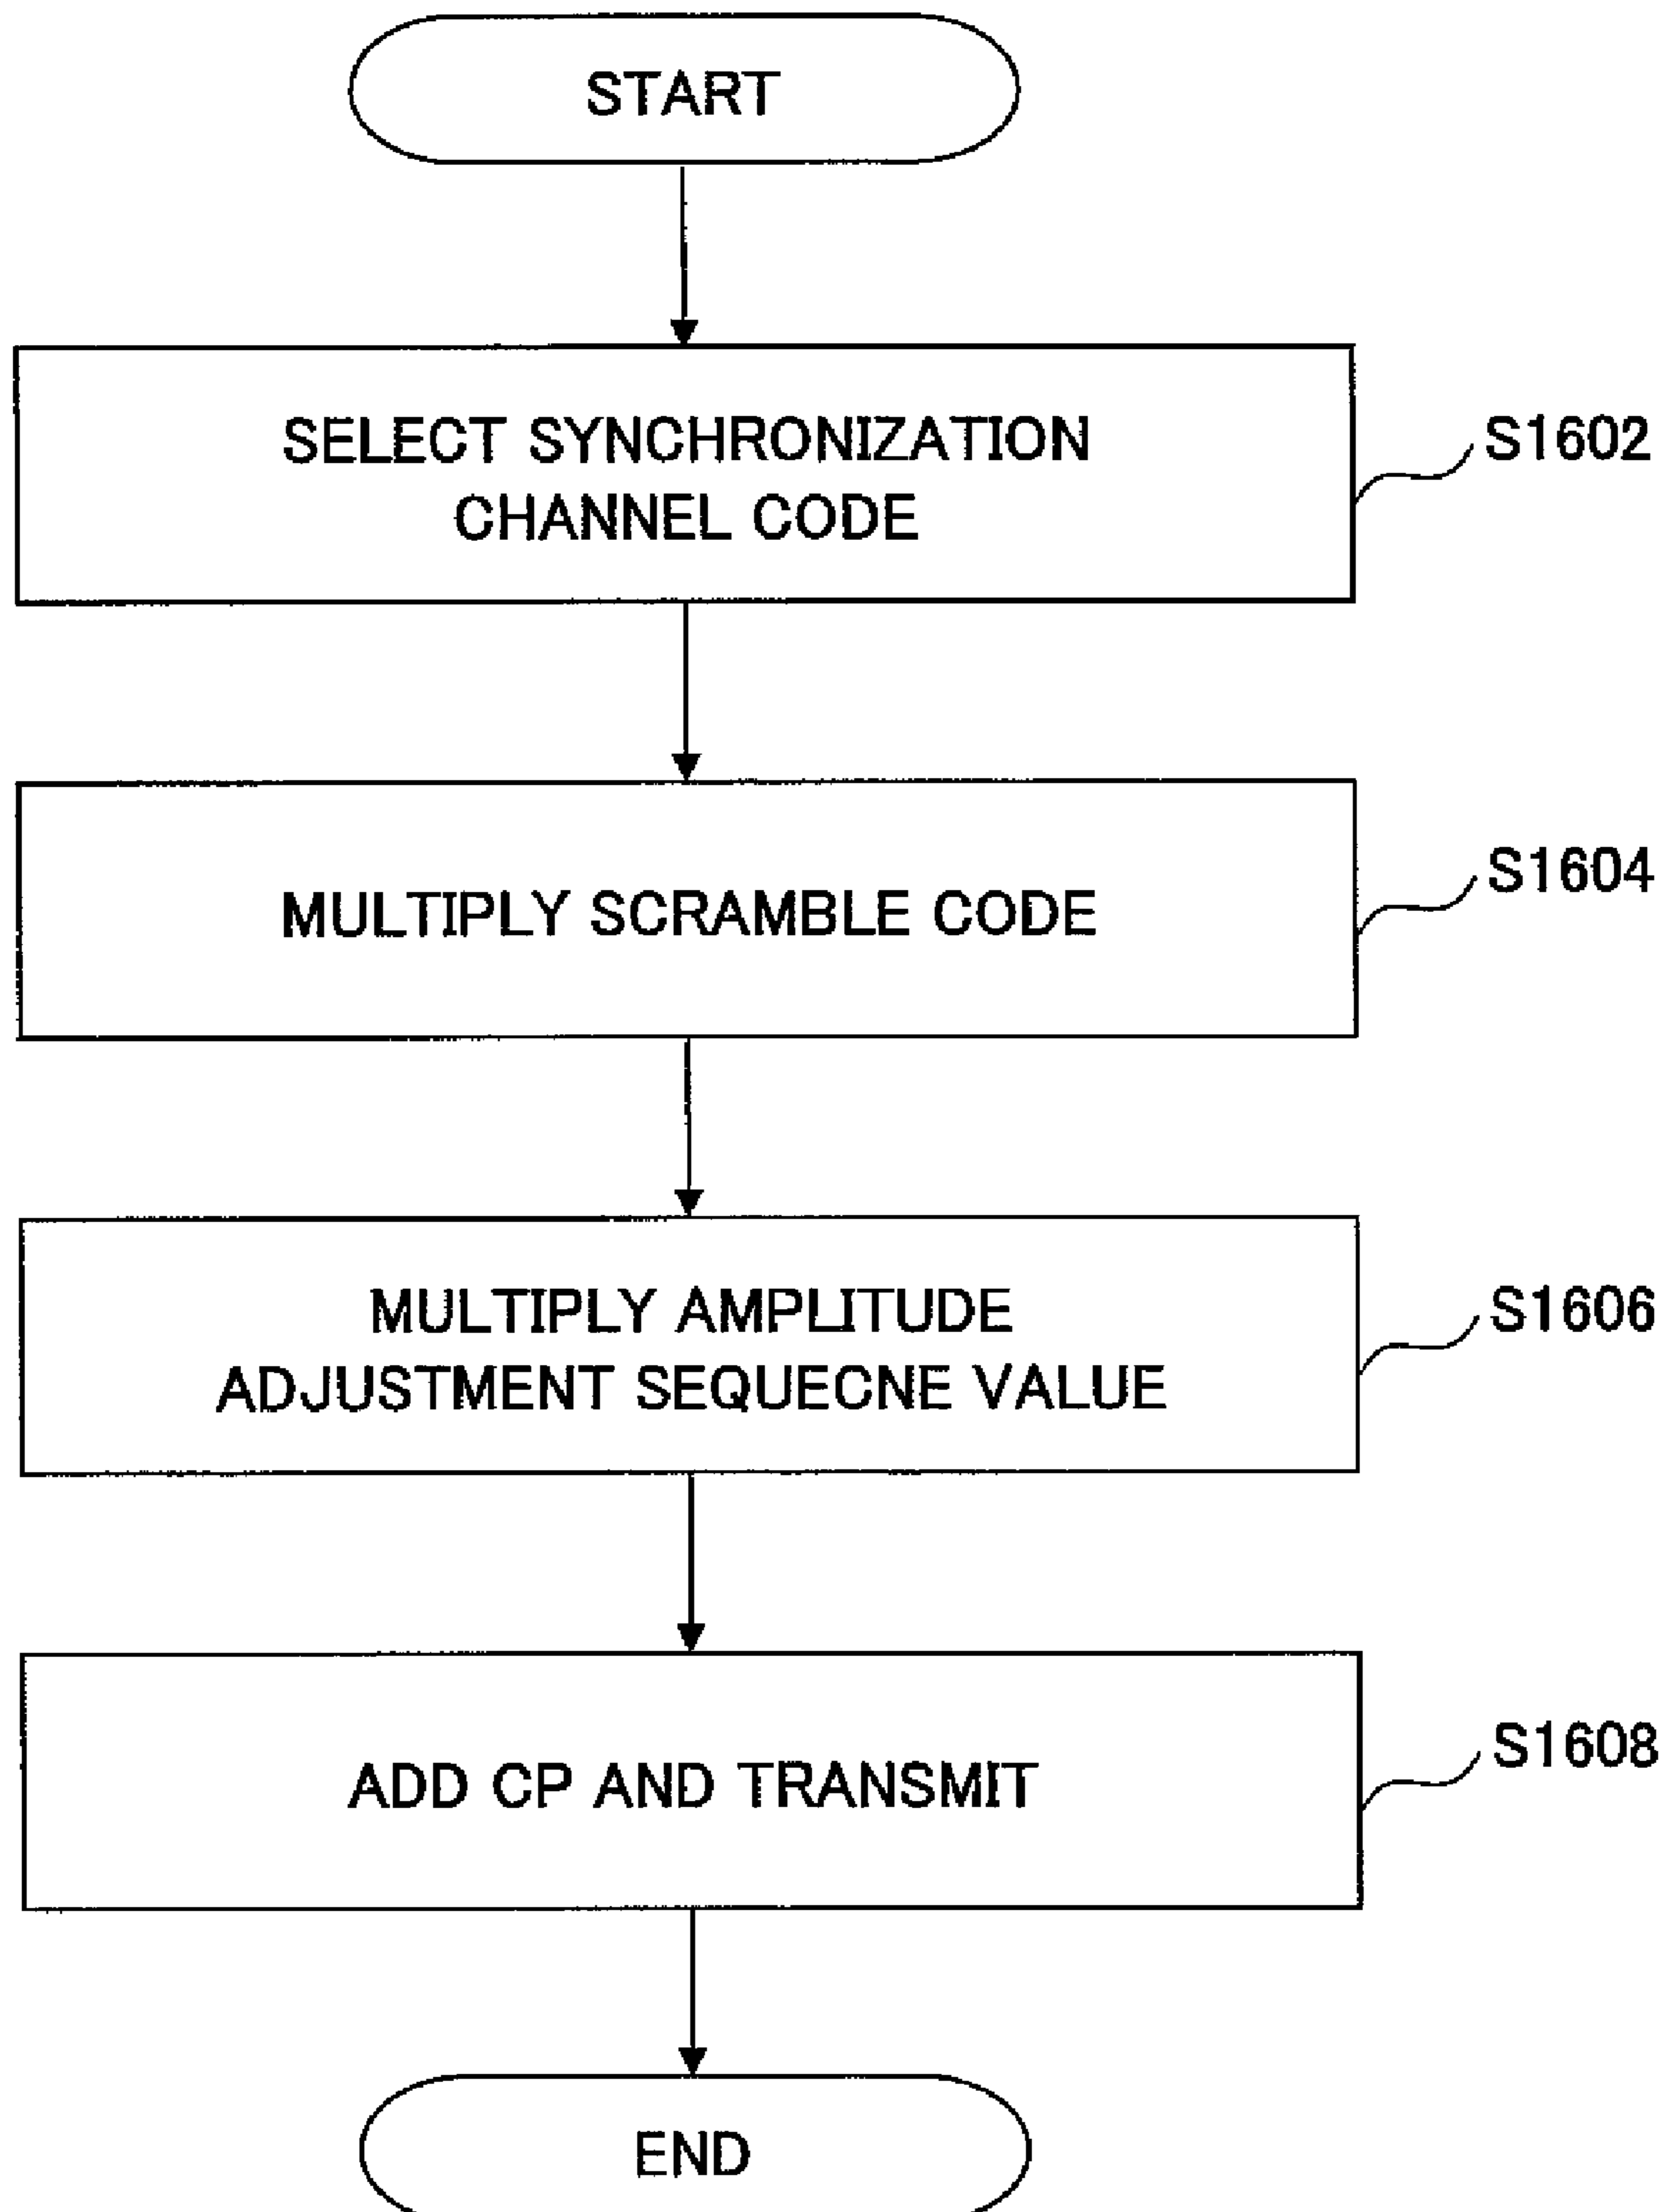 START
SELECT SYNCHRONIZATION
CHANNEL CODE
S1602
MULTIPLY SCRAMBLE CODE
S1604
MULTIPLY AMPLITUDE
ADJUSTMENT SEQUECNE VALUE
S1606
ADD CP AND TRANSMIT
S1608
END